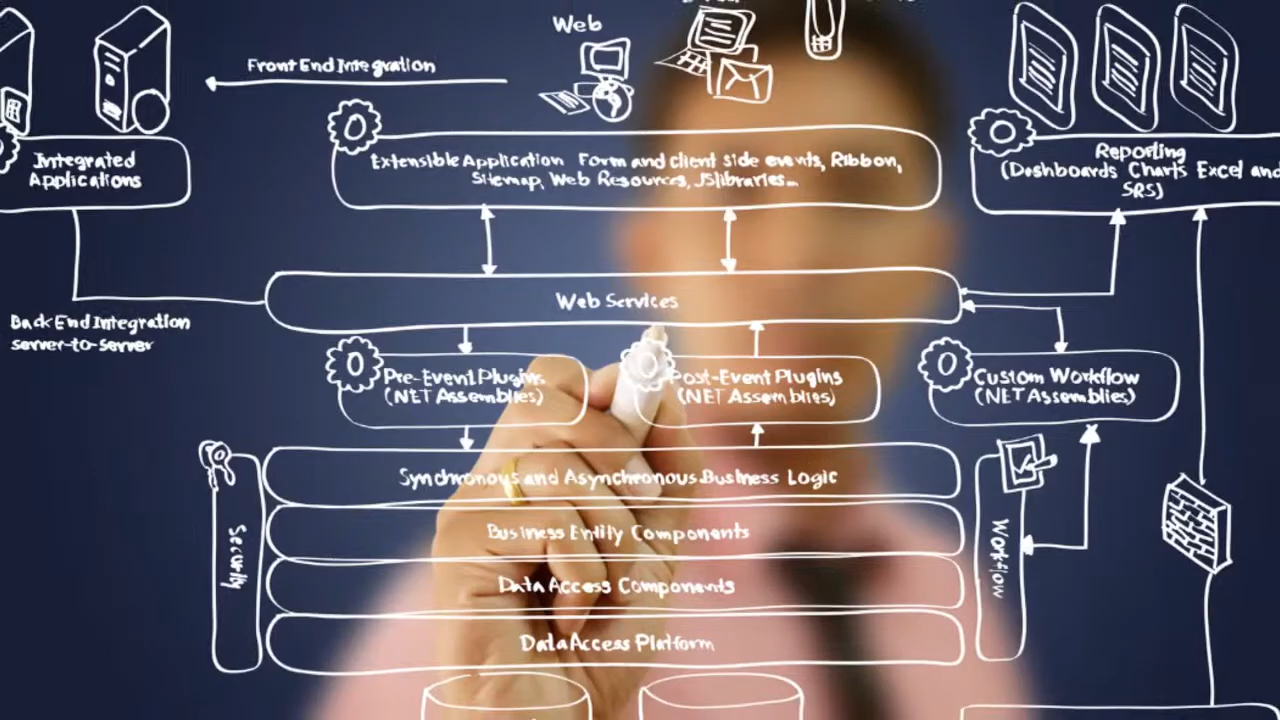 Web
Front End Integration
Integrated
Applications
Extensible Application Form and client side events, Ribbon,
Sitemap, Web Resources, JSlibraries...
Reporting
(Dashboards Charts Excel and
SRS)
Web Services
Back End Integration
server-to-server
Pre-Event Plugins
(NET Assemblies)
Post-Event Plugins
(NET Assemblies)
Custom Workflow
(NET Assemblies)
Synchronous and Asynchronous Business Logic
Security
Workflow
Business Entily Components
Data Access Components
Data Access Platform